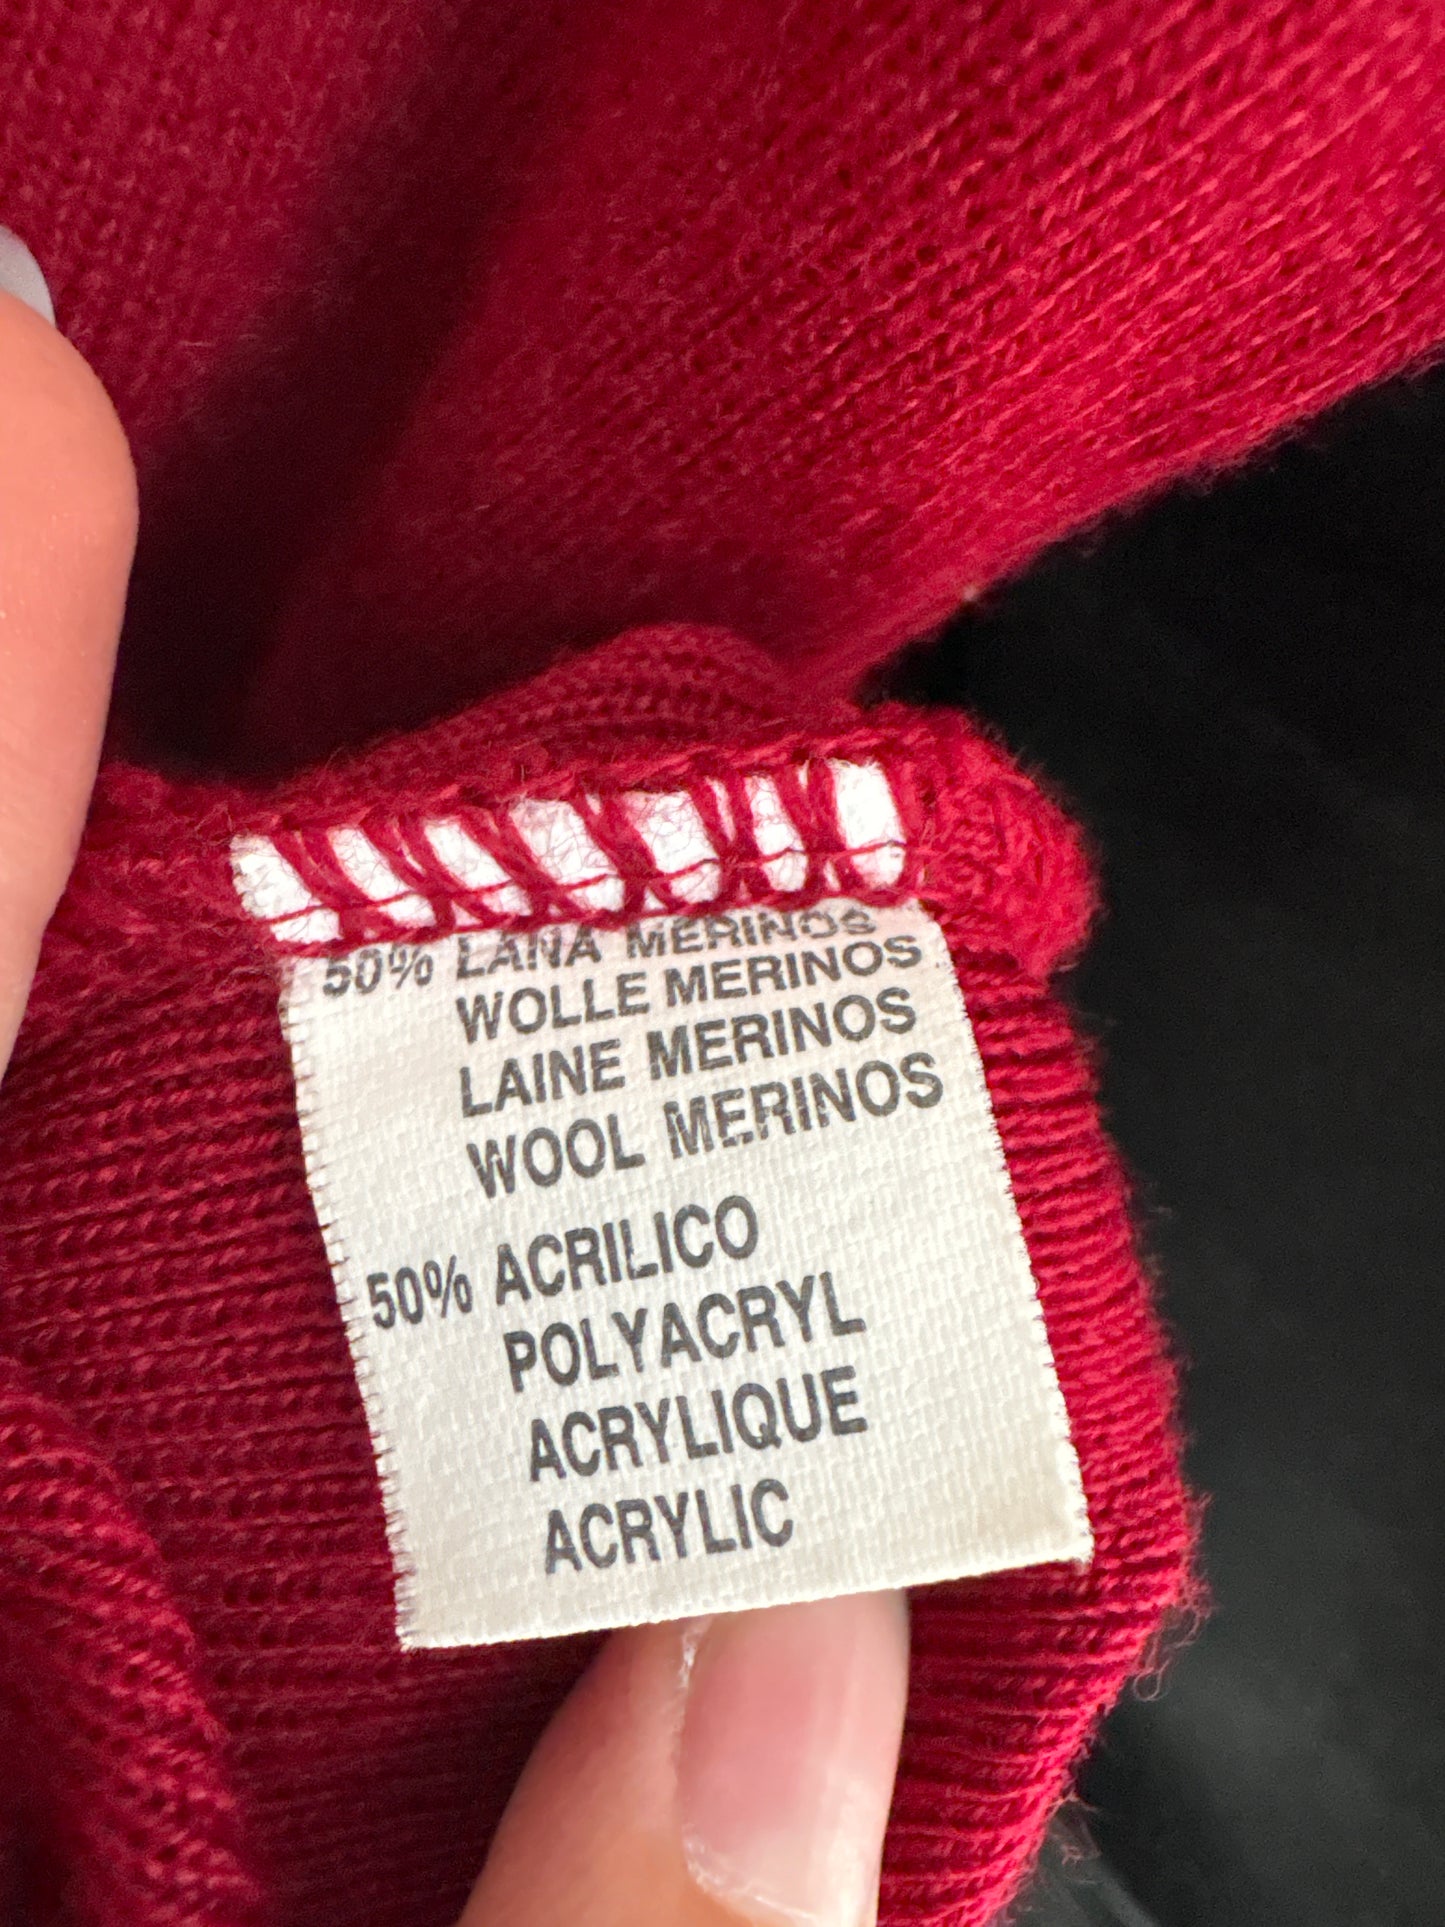 50% LANA MERINOS
WOLLE MERINOS
LAINE MERINOS
WOOL MERINOS
50% ACRILICO
POLYACRYL
ACRYLIQUE
ACRYLIC